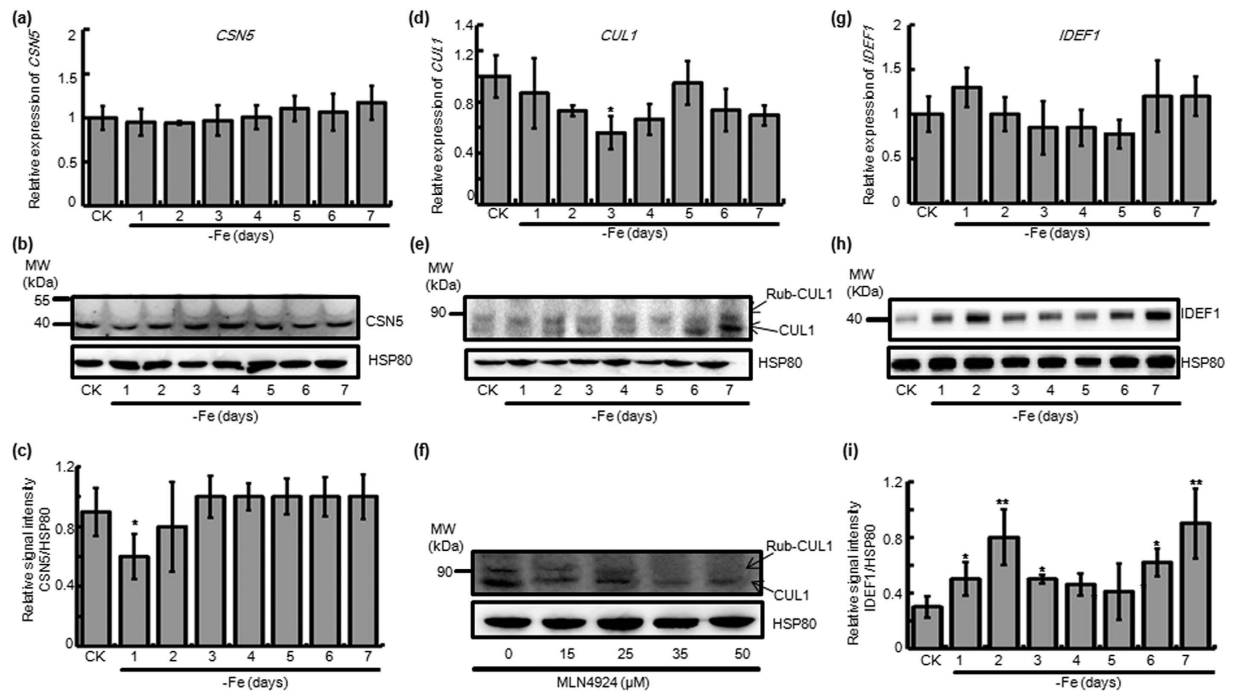 (a)
CSN5
Relative expression of CSN5
2
1.5
1
0.5
0
CK 1 2 3 4 5 6 7
-Fe (days)
(b)
MW
(kDa)
55
40
CSN5
HSP80
CK 1 2 3 4 5 6 7
-Fe (days)
(c)
Relative signal intensity
CSN5/HSP80
1.2
0.8
0.4
0
*
CK 1 2 3 4 5 6 7
-Fe (days)
(d)
CUL1
Relative expression of CUL1
1.4
1.2
0.9
0.6
0.3
0
*
CK 1 2 3 4 5 6 7
-Fe (days)
(e)
MW
(kDa)
90
Rub-CUL1
CUL1
HSP80
CK 1 2 3 4 5 6 7
-Fe (days)
(f)
MW
(kDa)
90
Rub-CUL1
CUL1
HSP80
0 15 25 35 50
MLN4924 (µM)
(g)
IDEF1
Relative expression of IDEF1
2
1.5
1
0.5
0
CK 1 2 3 4 5 6 7
-Fe (days)
(h)
MW
(KDa)
40
IDEF1
HSP80
CK 1 2 3 4 5 6 7
-Fe (days)
(i)
Relative signal intensity
IDEF1/HSP80
1.2
0.8
0.4
0
* ** * * **
CK 1 2 3 4 5 6 7
-Fe (days)